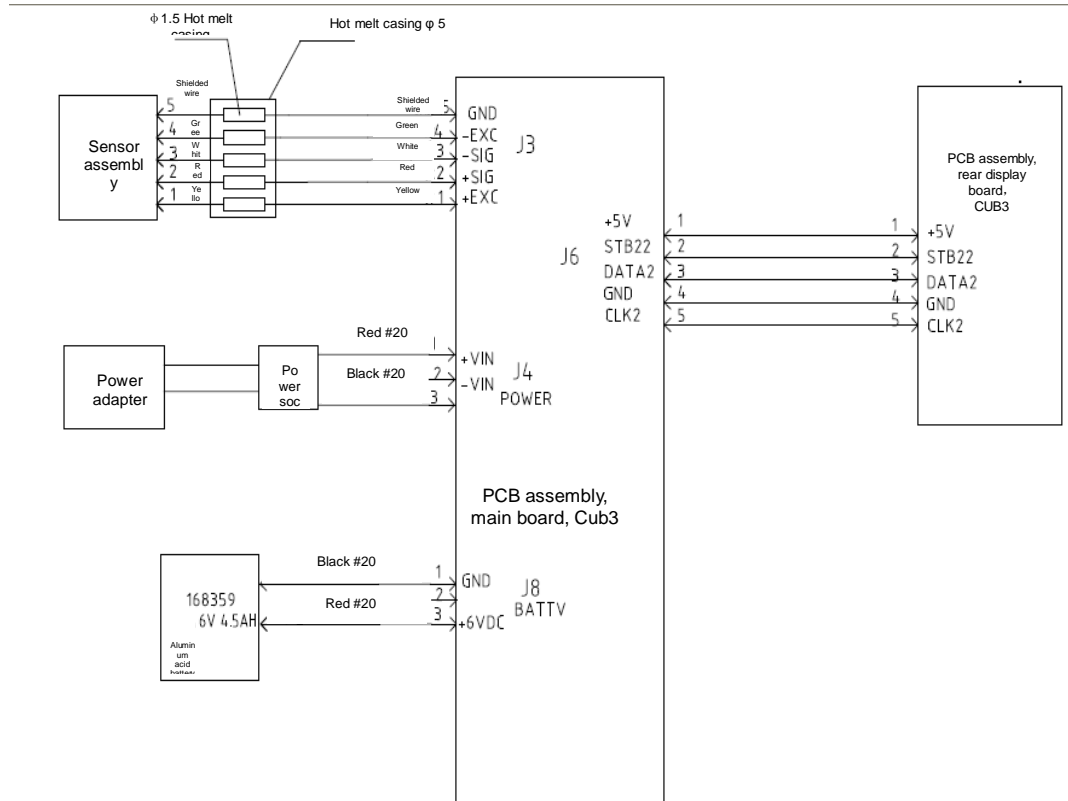 φ 1.5 Hot melt
casing
Hot melt casing φ 5
Shielded
wire
5
Gr
ee
4
W
hit
3
R
ed
2
Ye
llo
1
Sensor
assembl
y
Shielded
wire
5
Green
4
White
3
Red
2
Yellow
1
GND
-EXC
-SIG
+SIG
+EXC
J3
J6
+5V
STB22
DATA2
GND
CLK2
1
2
3
4
5
1
2
3
4
5
+5V
STB22
DATA2
GND
CLK2
PCB assembly,
rear display
board,
CUB3
Power
adapter
Po
wer
soc
Red #20
Black #20
1
2
3
+VIN
-VIN
J4
POWER
PCB assembly,
main board, Cub3
168359
6V 4.5AH
Alumin
um
acid
battery
Black #20
Red #20
1
2
3
GND
+6VDC
J8
BATTV